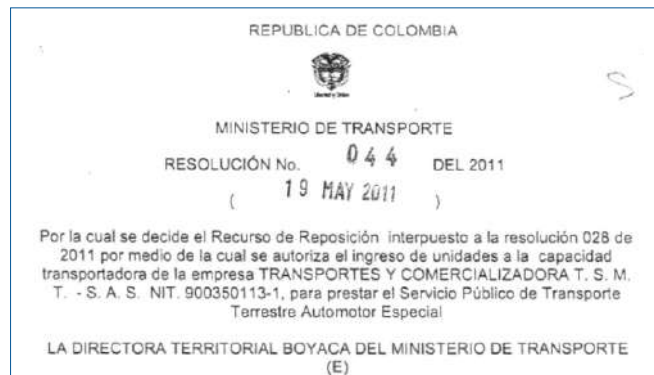 REPUBLICA DE COLOMBIA
Libertad y Orden
MINISTERIO DE TRANSPORTE
RESOLUCIÓN No. 044 DEL 2011
( 19 MAY 2011 )
Por la cual se decide el Recurso de Reposición interpuesto a la resolución 028 de
2011 por medio de la cual se autoriza el ingreso de unidades a la capacidad
transportadora de la empresa TRANSPORTES Y COMERCIALIZADORA T. S. M.
T. - S. A. S. NIT. 900350113-1, para prestar el Servicio Público de Transporte
Terrestre Automotor Especial
LA DIRECTORA TERRITORIAL BOYACA DEL MINISTERIO DE TRANSPORTE
(E)